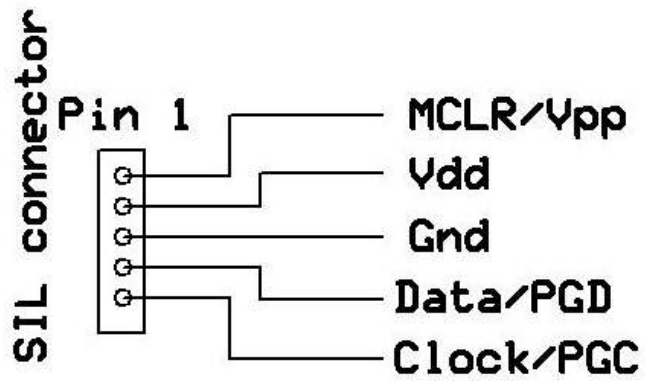 SIL connector
Pin 1
MCLR/Vpp
Vdd
Gnd
Data/PGD
Clock/PGC